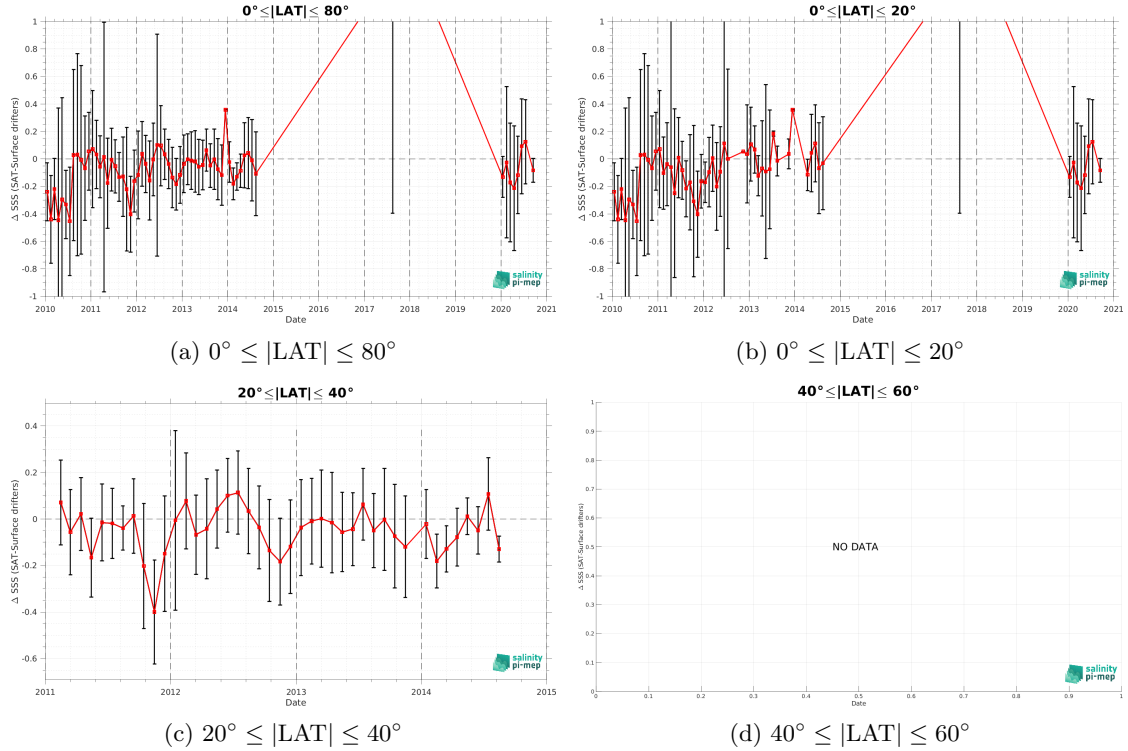 0°≤|LAT|≤ 80°
Δ SSS (SAT-Surface drifters)
1
0.8
0.6
0.4
0.2
0
-0.2
-0.4
-0.6
-0.8
-1
2010 2011 2012 2013 2014 2015 2016 2017 2018 2019 2020 2021
Date
salinity
pi-mep
(a) 0° ≤ |LAT| ≤ 80°
0°≤|LAT|≤ 20°
Δ SSS (SAT-Surface drifters)
1
0.8
0.6
0.4
0.2
0
-0.2
-0.4
-0.6
-0.8
-1
2010 2011 2012 2013 2014 2015 2016 2017 2018 2019 2020 2021
Date
salinity
pi-mep
(b) 0° ≤ |LAT| ≤ 20°
20°≤|LAT|≤ 40°
Δ SSS (SAT-Surface drifters)
0.4
0.2
0
-0.2
-0.4
-0.6
2011 2012 2013 2014 2015
Date
salinity
pi-mep
(c) 20° ≤ |LAT| ≤ 40°
40°≤|LAT|≤ 60°
Δ SSS (SAT-Surface drifters)
1
0.9
0.8
0.7
0.6
0.5
0.4
0.3
0.2
0.1
0
NO DATA
0 0.1 0.2 0.3 0.4 0.5 0.6 0.7 0.8 0.9 1
Date
salinity
pi-mep
(d) 40° ≤ |LAT| ≤ 60°